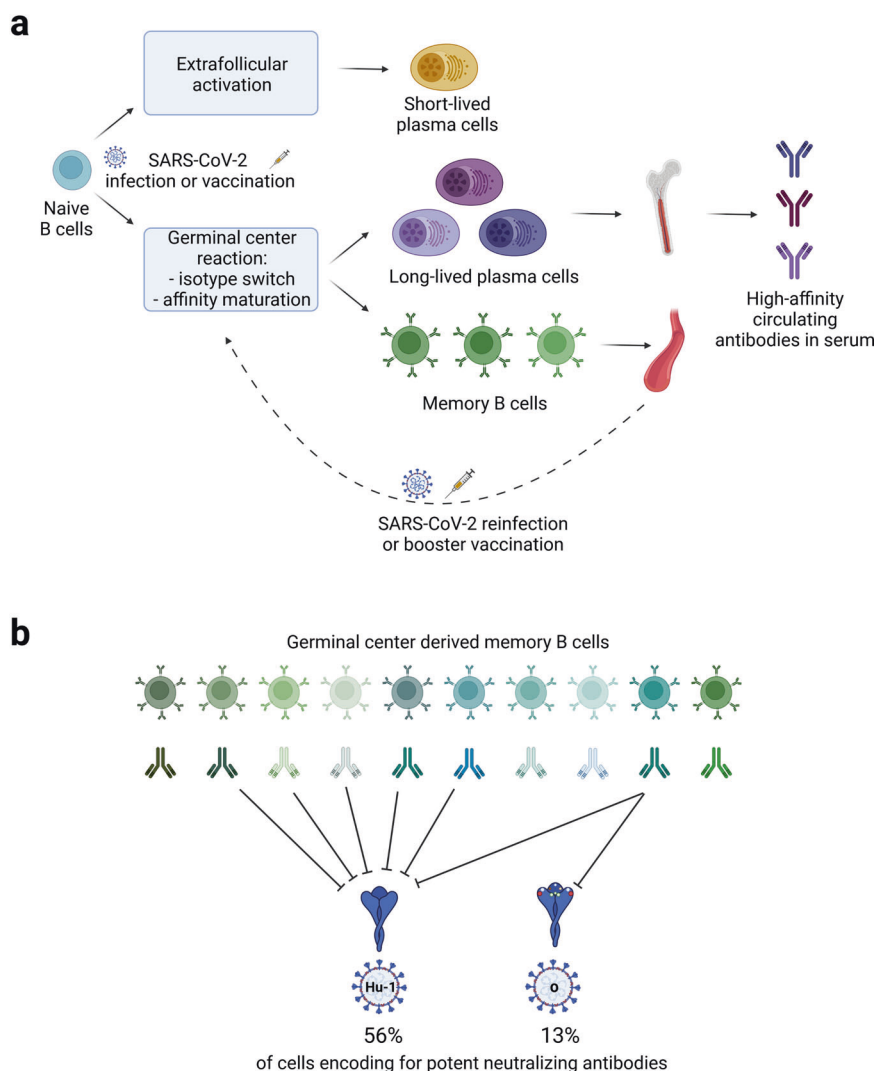 a
Extrafollicular
activation
Short-lived
plasma cells
SARS-CoV-2
infection or vaccination
Naive
B cells
Germinal center
reaction:
- isotype switch
- affinity maturation
Long-lived plasma cells
High-affinity
circulating
antibodies in serum
Memory B cells
SARS-CoV-2 reinfection
or booster vaccination
b
Germinal center derived memory B cells
Hu-1
o
56%
13%
of cells encoding for potent neutralizing antibodies